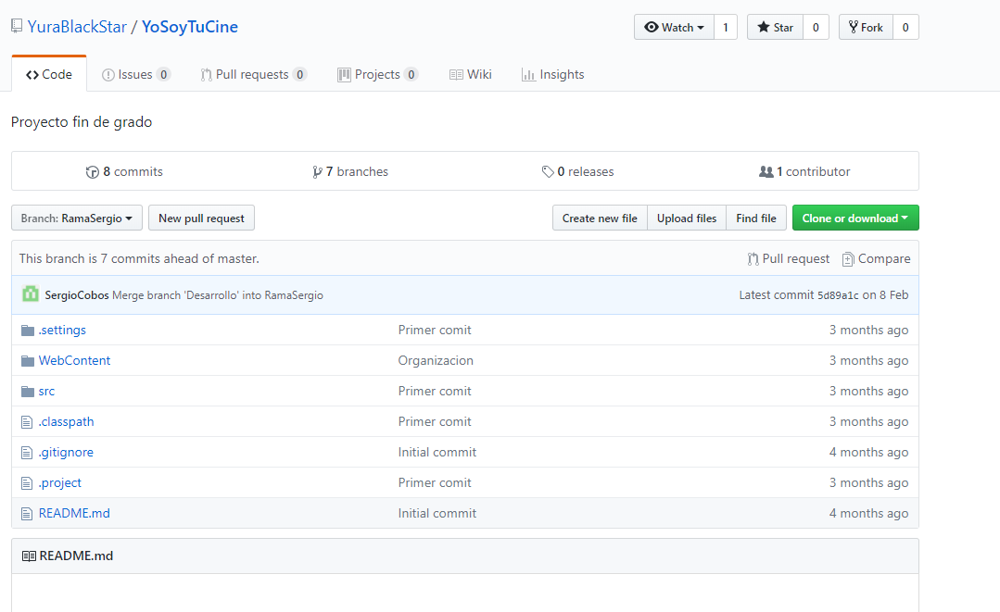 YuraBlackStar / YoSoyTuCine Watch 1 Star 0 Fork 0
Code Issues 0 Pull requests 0 Projects 0 Wiki Insights
Proyecto fin de grado
8 commits 7 branches 0 releases 1 contributor
Branch: RamaSergio New pull request Create new file Upload files Find file Clone or download
This branch is 7 commits ahead of master. Pull request Compare
SergioCobos Merge branch 'Desarrollo' into RamaSergio Latest commit 5d89a1c on 8 Feb
.settings Primer comit 3 months ago
WebContent Organizacion 3 months ago
src Primer comit 3 months ago
.classpath Primer comit 3 months ago
.gitignore Initial commit 4 months ago
.project Primer comit 3 months ago
README.md Initial commit 4 months ago
README.md